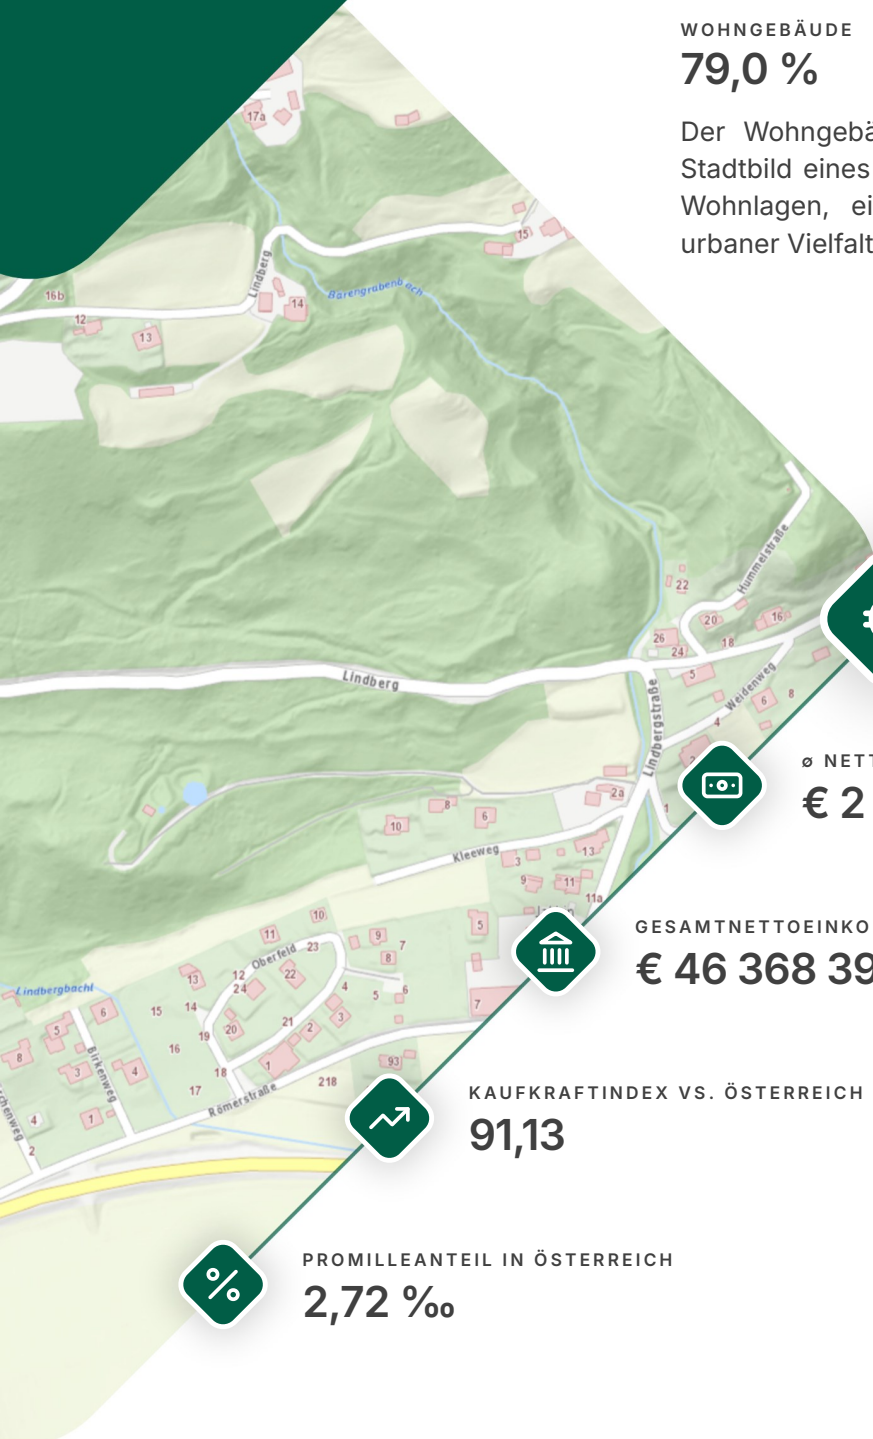 WOHNGEBÄUDE
79,0 %
Der Wohngebä
Stadtbild eines
Wohnlagen, ei
urbaner Vielfalt
17a
15
Lindberg
Barengrabenbach
16b
14
12
13
Hummelstraße
22
20
16
26
18
24
5
Lindberg
Weidenweg
6
8
4
Lindbergstraße
ø NETT
€ 2
2a
8
6
1
10
Kleeweg
3
13
9
11
11a
GESAMTNETTOEINKO
€ 46 368 39
10
5
11
9
23
7
Oberfeld
8
12
22
13
24
4
6
5
Lindbergbachl
7
14
15
6
3
21
20
2
5
19
16
8
Birkenweg
1
93
3
4
18
218
17
Römerstraße
KAUFKRAFTINDEX VS. ÖSTERREICH
91,13
4
1
2
PROMILLEANTEIL IN ÖSTERREICH
2,72 ‰